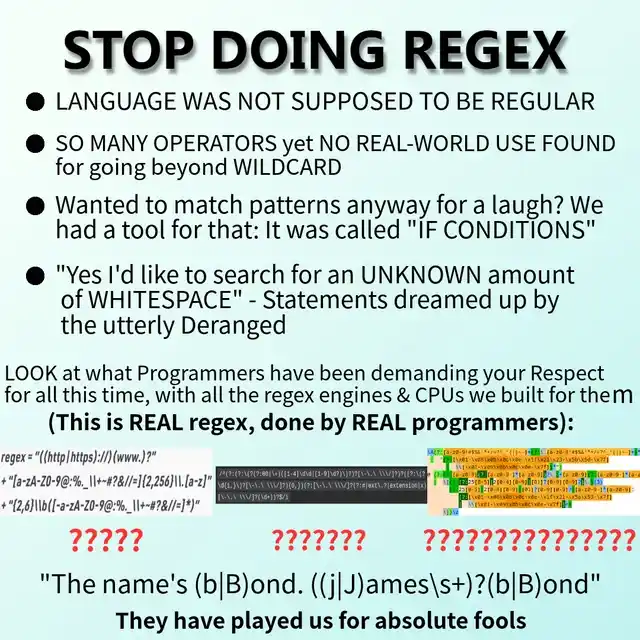 STOP DOING REGEX
● LANGUAGE WAS NOT SUPPOSED TO BE REGULAR
● SO MANY OPERATORS yet NO REAL-WORLD USE FOUND
for going beyond WILDCARD
● Wanted to match patterns anyway for a laugh? We
had a tool for that: It was called "IF CONDITIONS"
● "Yes I'd like to search for an UNKNOWN amount
of WHITESPACE" - Statements dreamed up by
the utterly Deranged
LOOK at what Programmers have been demanding your Respect
for all this time, with all the regex engines & CPUs we built for them
(This is REAL regex, done by REAL programmers):
regex = "((http|https)://)(www.)?"
+ "[a-zA-Z0-9@:%._\\+~#?&//=]{2,256}\\.[a-z]"
+ "{2,6}\\b([-a-zA-Z0-9@:%._\\+~#?&//=]*)"
????? ??????? ???????????????
"The name's (b|B)ond. ((j|J)ames\s+)?(b|B)ond"
They have played us for absolute fools